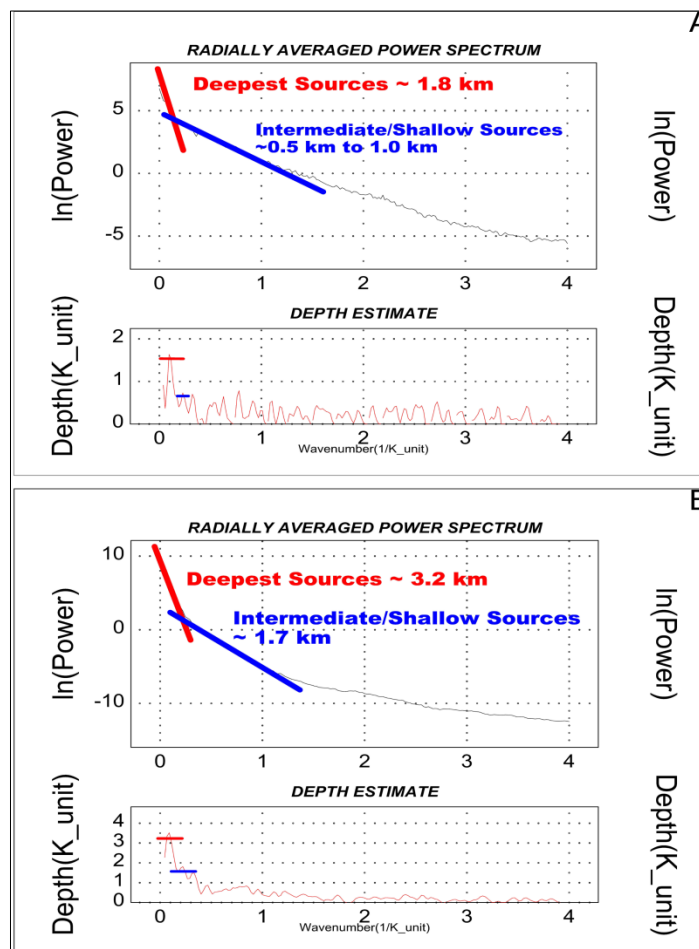 A
RADIALLY AVERAGED POWER SPECTRUM
Deepest Sources ~ 1.8 km
Intermediate/Shallow Sources
~0.5 km to 1.0 km
ln(Power)
ln(Power)
5
0
-5
0 1 2 3 4
DEPTH ESTIMATE
Depth(K_unit)
Depth(K_unit)
2
1
0
0 1 2 3 4
Wavenumber(1/K_unit)
B
RADIALLY AVERAGED POWER SPECTRUM
Deepest Sources ~ 3.2 km
Intermediate/Shallow Sources
~ 1.7 km
ln(Power)
ln(Power)
10
0
-10
0 1 2 3 4
DEPTH ESTIMATE
Depth(K_unit)
Depth(K_unit)
4
3
2
1
0
0 1 2 3 4
Wavenumber(1/K_unit)